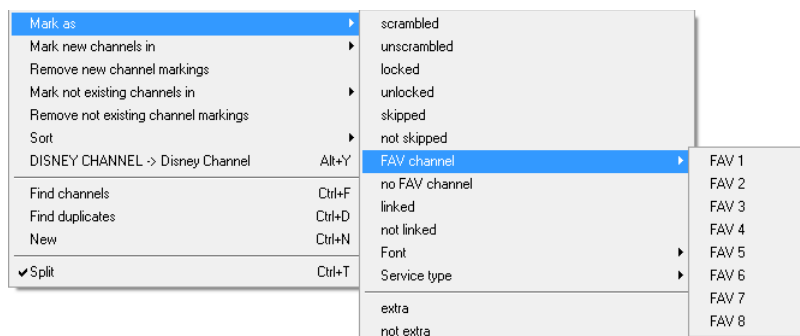 Mark as
Mark new channels in
Remove new channel markings
Mark not existing channels in
Remove not existing channel markings
Sort
DISNEY CHANNEL -> Disney Channel Alt+Y
Find channels Ctrl+F
Find duplicates Ctrl+D
New Ctrl+N
Split Ctrl+T
scrambled
unscrambled
locked
unlocked
skipped
not skipped
FAV channel
no FAV channel
linked
not linked
Font
Service type
extra
not extra
FAV 1
FAV 2
FAV 3
FAV 4
FAV 5
FAV 6
FAV 7
FAV 8